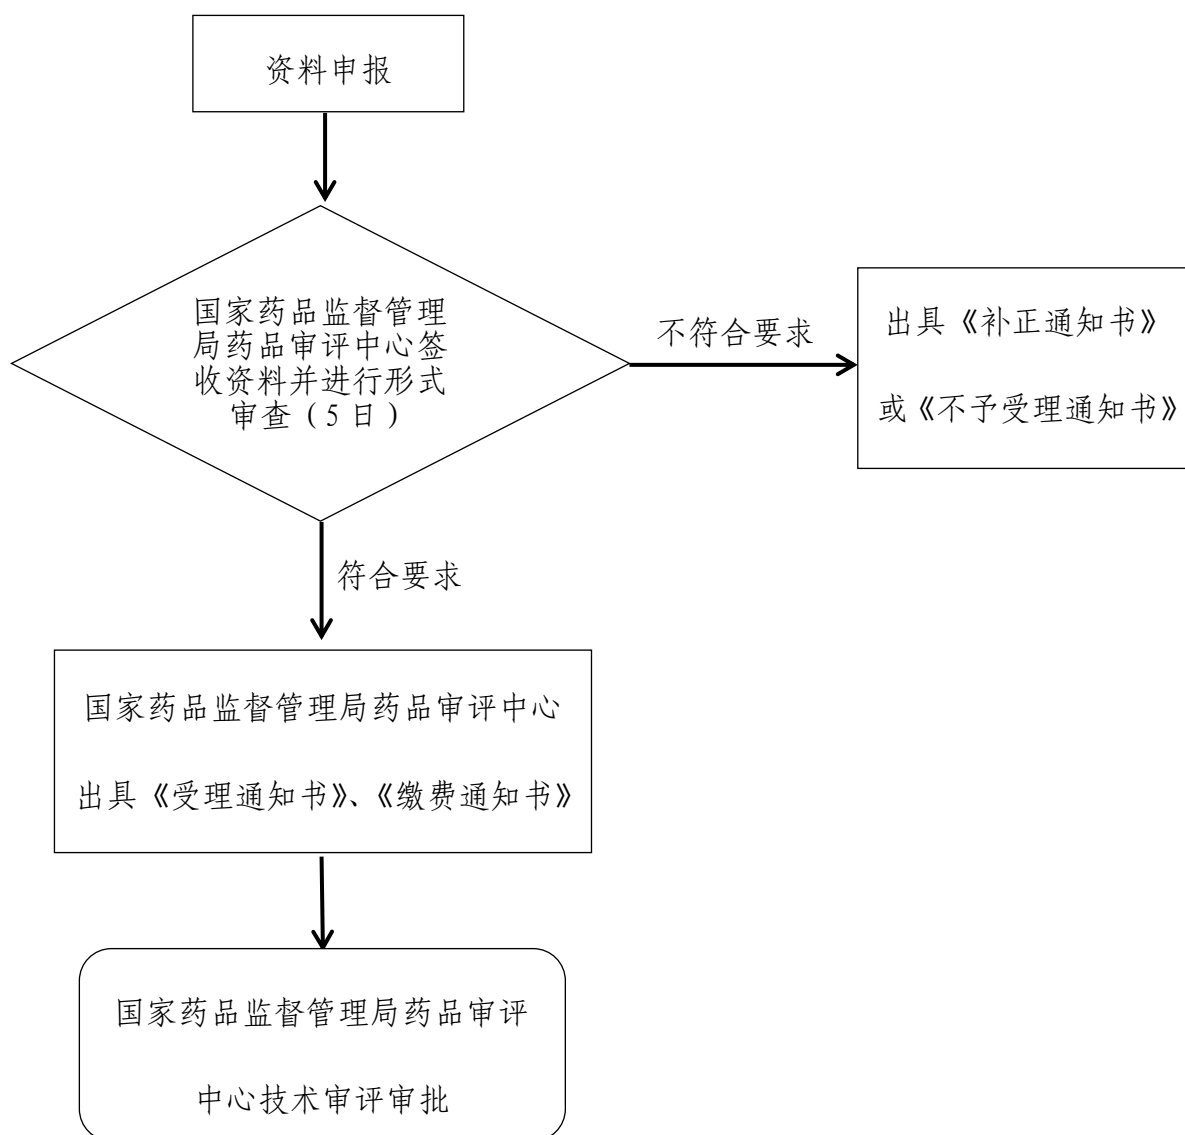 资料申报
国家药品监督管理
局药品审评中心签
收资料并进行形式
审查（5日）
不符合要求
出具《补正通知书》
或《不予受理通知书》
符合要求
国家药品监督管理局药品审评中心
出具《受理通知书》、《缴费通知书》
国家药品监督管理局药品审评
中心技术审评审批